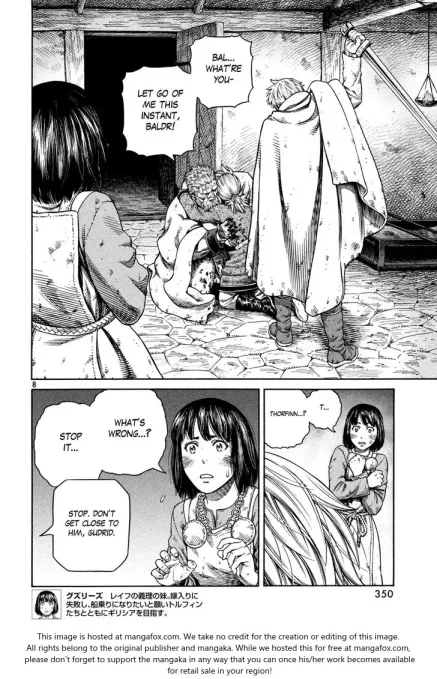 BAL...
WHAT'RE
YOU-
LET GO OF
ME THIS
INSTANT,
BALDR!
8
WHAT'S
WRONG...?
STOP
IT...
STOP. DON'T
GET CLOSE TO
HIM, GUDRID.
T...
THORFINN...?
350
グズリーズ レイフの義理の妹。嫁入りに
失敗し、船乗りになりたいと願いトルフィン
たちとともにギリシアを目指す。
This image is hosted at mangafox.com. We take no credit for the creation or editing of this image.
All rights belong to the original publisher and mangaka. While we hosted this for free at mangafox.com,
please don't forget to support the mangaka in any way that you can once his/her work becomes available
for retail sale in your region!